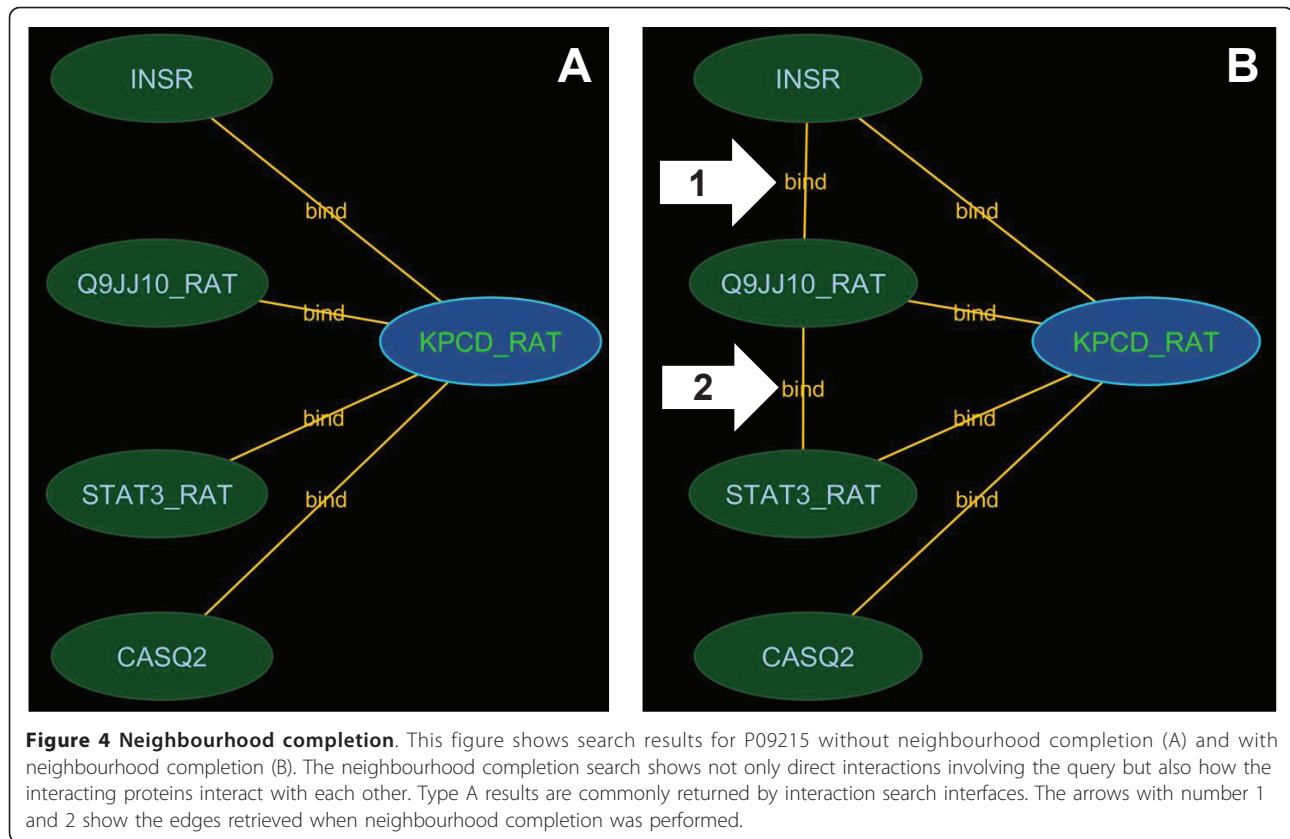 A
INSR
bind
Q9JJ10_RAT
bind
KPCD_RAT
bind
STAT3_RAT
bind
CASQ2
B
INSR
1
bind
bind
Q9JJ10_RAT
bind
KPCD_RAT
2
bind
bind
STAT3_RAT
bind
CASQ2
Figure 4 Neighbourhood completion. This figure shows search results for P09215 without neighbourhood completion (A) and with
neighbourhood completion (B). The neighbourhood completion search shows not only direct interactions involving the query but also how the
interacting proteins interact with each other. Type A results are commonly returned by interaction search interfaces. The arrows with number 1
and 2 show the edges retrieved when neighbourhood completion was performed.